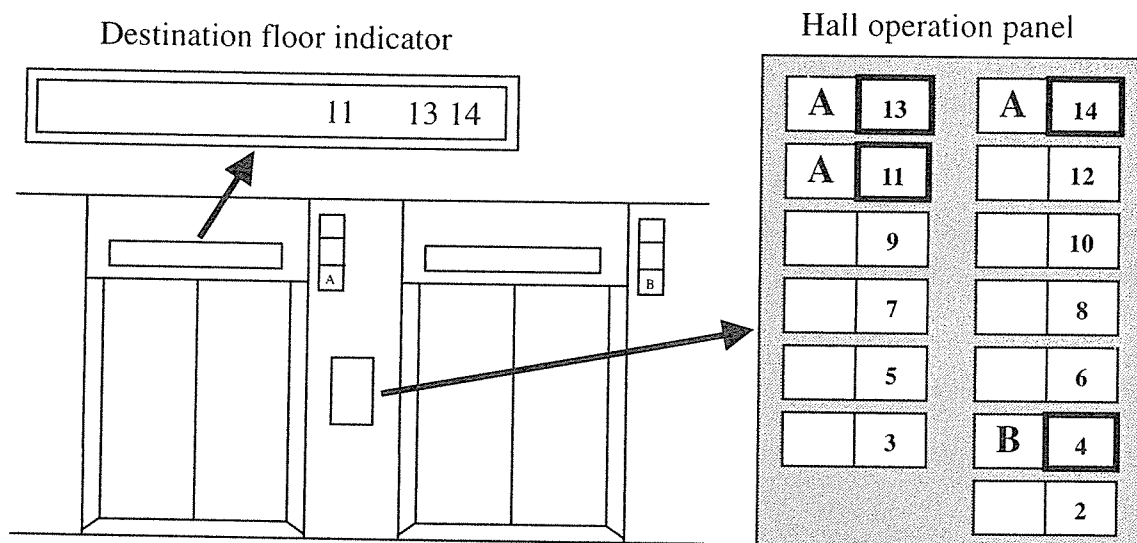 Destination floor indicator
11 13 14
A
B
Hall operation panel
A 13 A 14
A 11 12
9 10
7 8
5 6
3 B 4
2